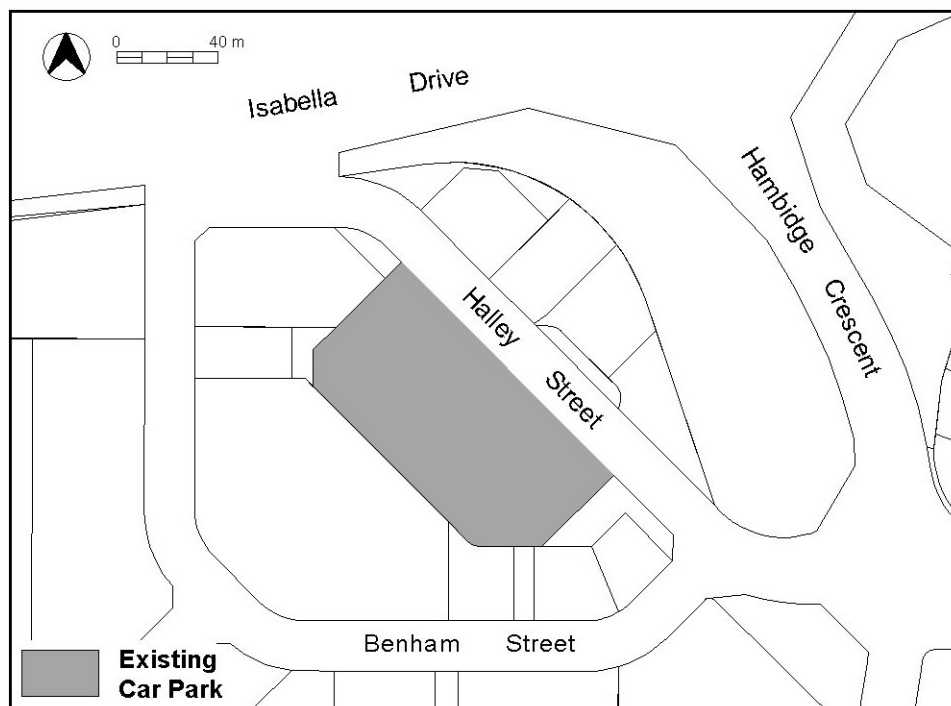 0 40 m
Isabella Drive
Hambidge Crescent
Halley Street
Benham Street
Existing
Car Park